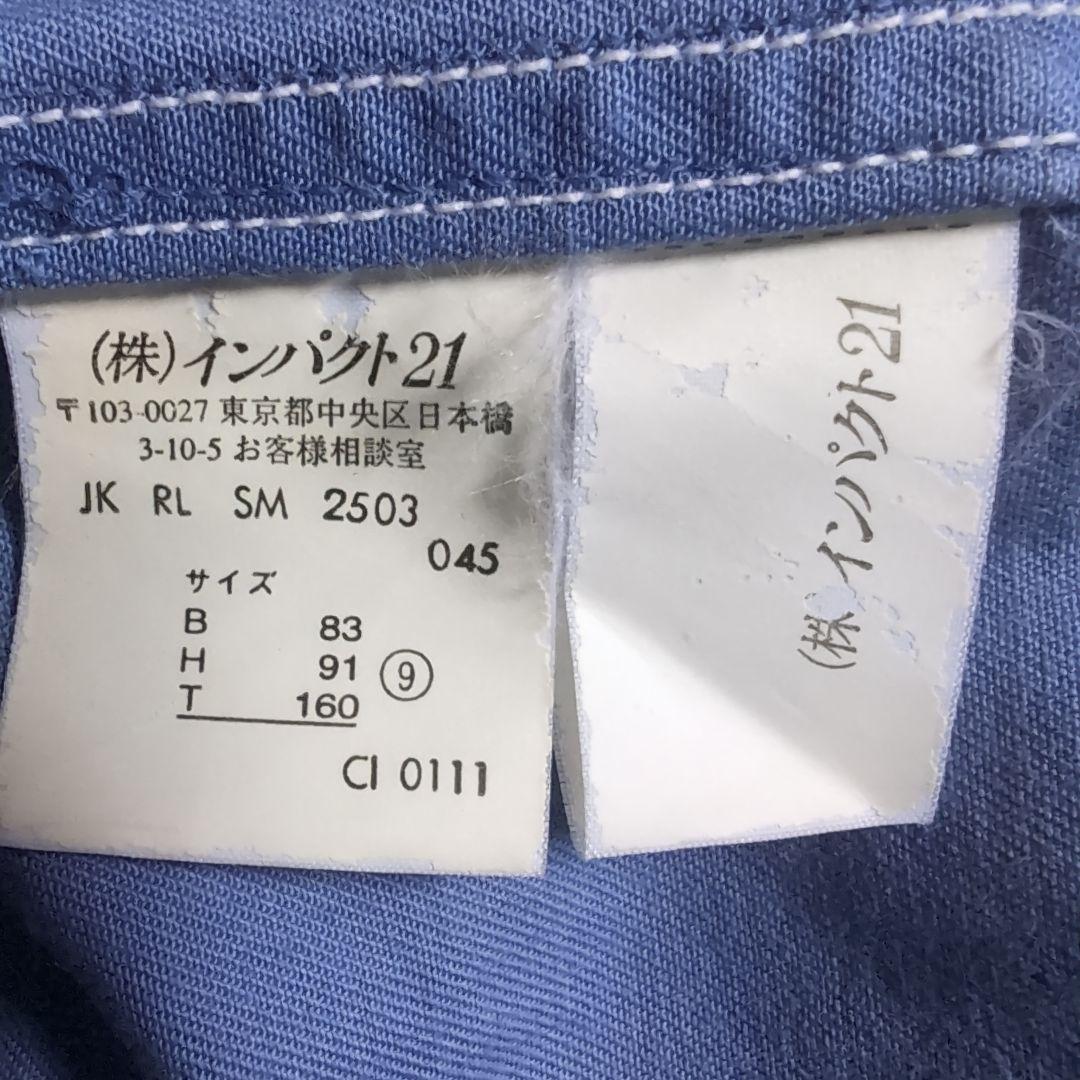 (株)インパクト21
〒103-0027 東京都中央区日本橋
3-10-5 お客様相談室
JK RL SM 2503
045
サイズ
B 83
H 91 ⑨
T 160
CI 0111
(株)インパクト21